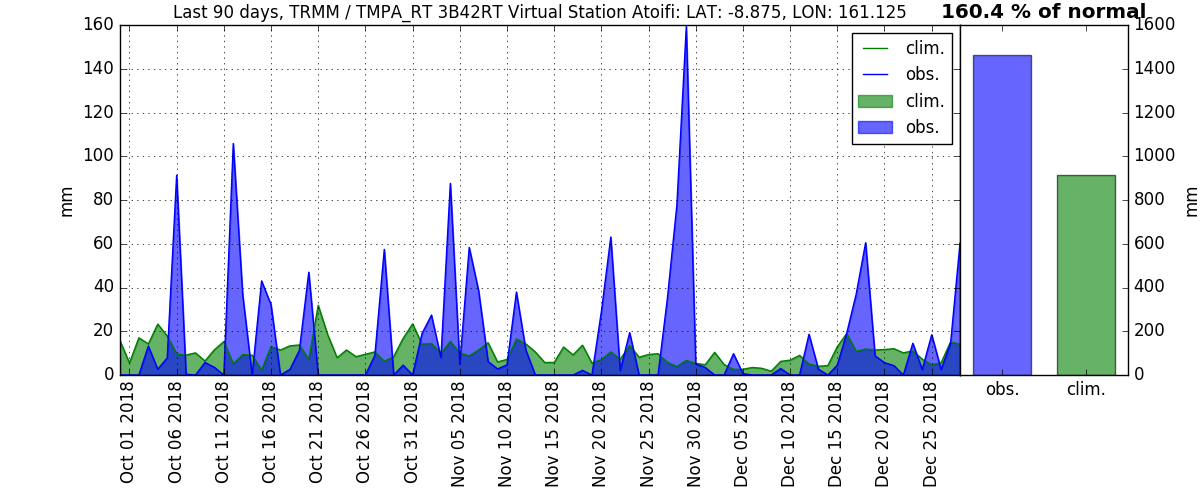 Last 90 days, TRMM / TMPA_RT 3B42RT Virtual Station Atoifi: LAT: -8.875, LON: 161.125
160.4 % of normal
mm
160
140
120
100
80
60
40
20
0
clim.
obs.
clim.
obs.
1600
1400
1200
1000
800
600
400
200
0
mm
Oct 01 2018
Oct 06 2018
Oct 11 2018
Oct 16 2018
Oct 21 2018
Oct 26 2018
Oct 31 2018
Nov 05 2018
Nov 10 2018
Nov 15 2018
Nov 20 2018
Nov 25 2018
Nov 30 2018
Dec 05 2018
Dec 10 2018
Dec 15 2018
Dec 20 2018
Dec 25 2018
obs.
clim.